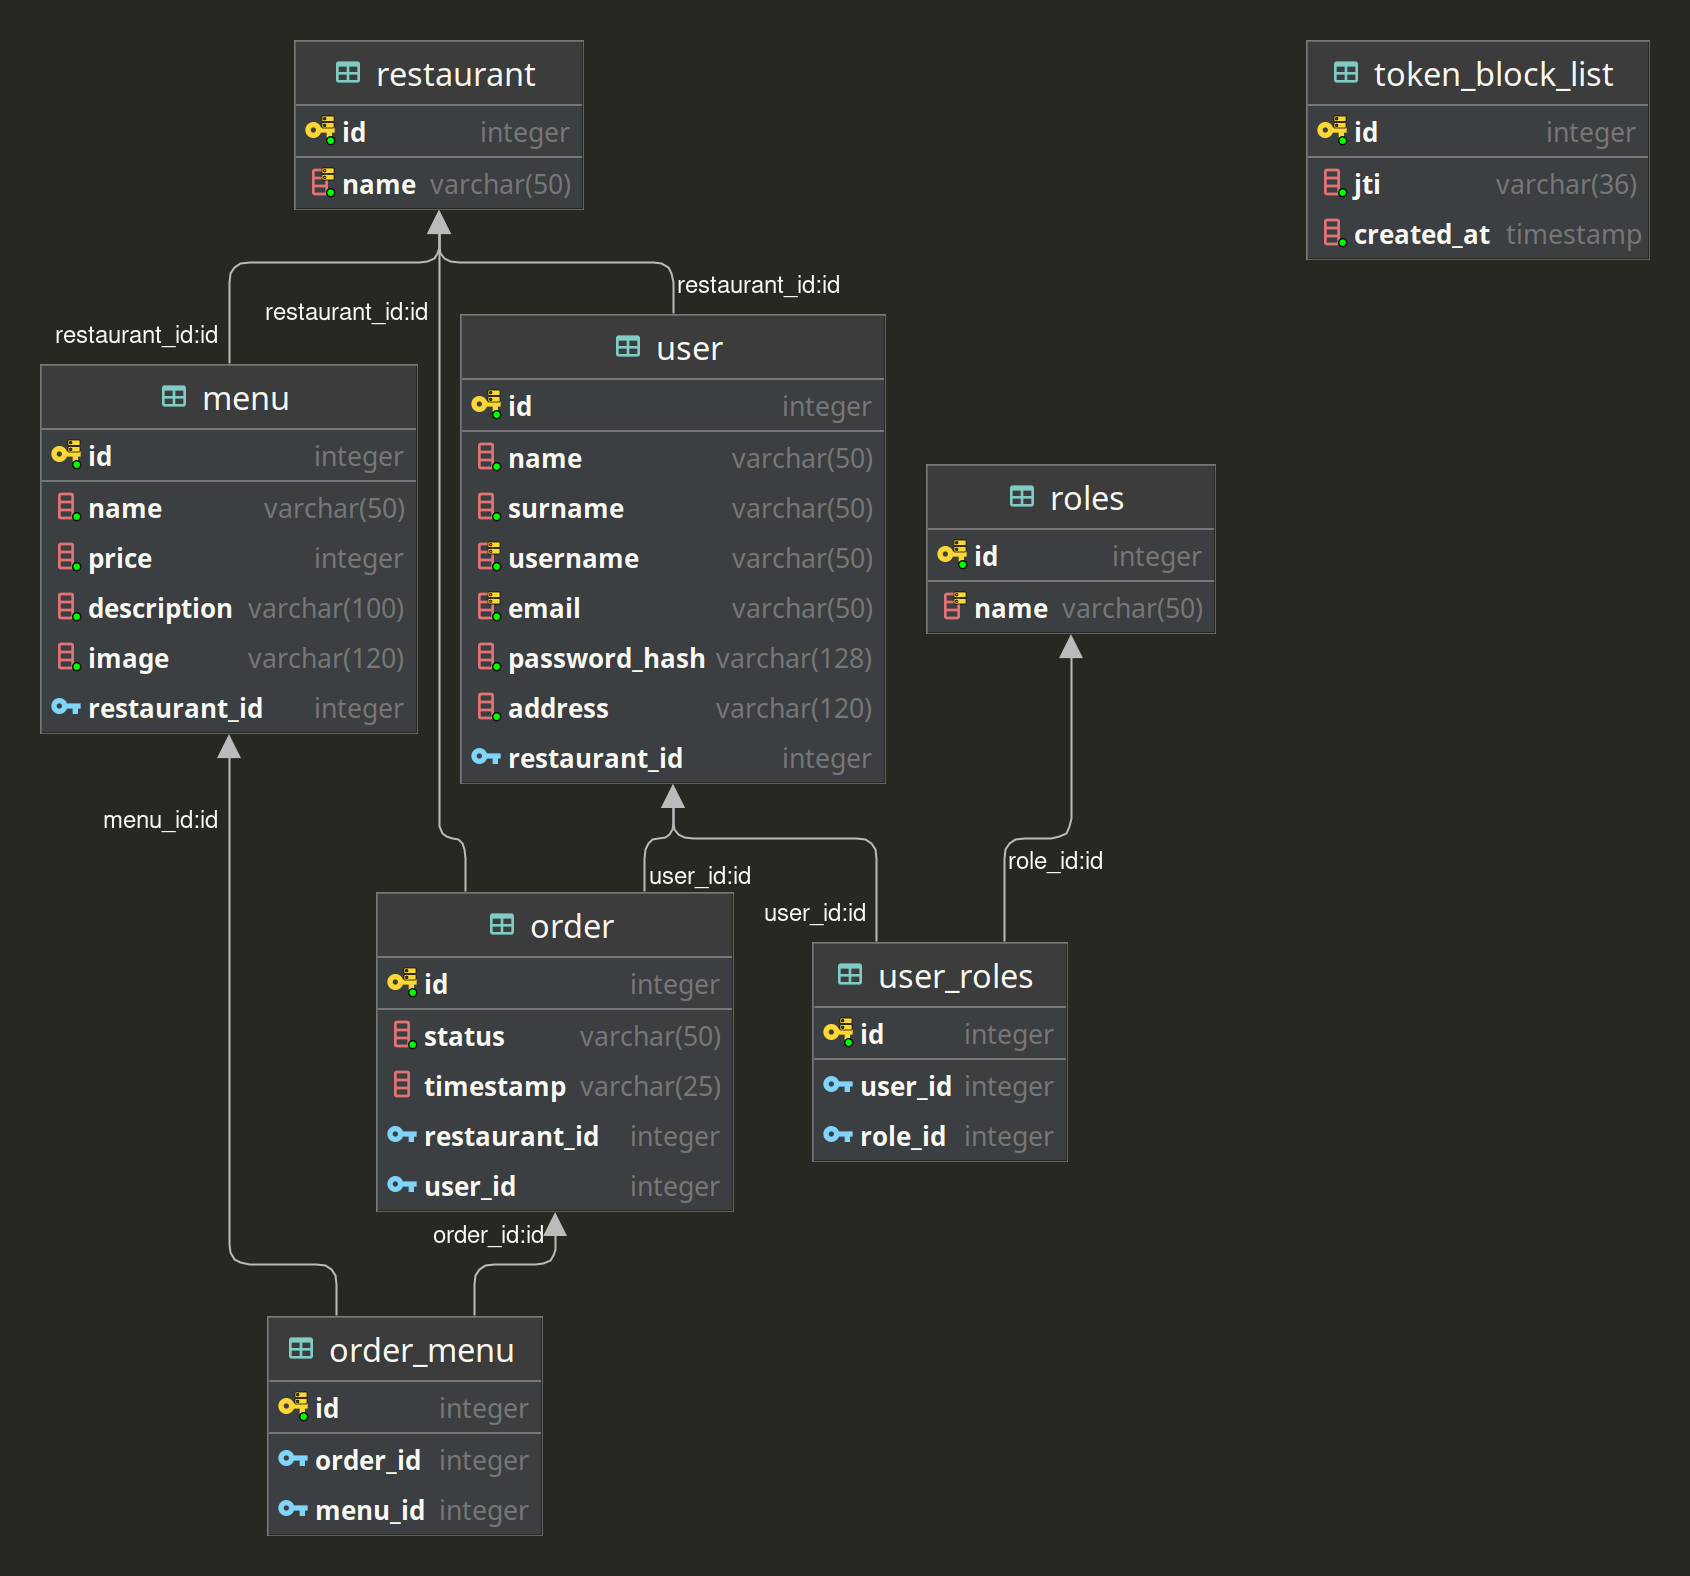 restaurant
id integer
name varchar(50)
token_block_list
id integer
jti varchar(36)
created_at timestamp
restaurant_id:id
restaurant_id:id
restaurant_id:id
menu
id integer
name varchar(50)
price integer
description varchar(100)
image varchar(120)
restaurant_id integer
user
id integer
name varchar(50)
surname varchar(50)
username varchar(50)
email varchar(50)
password_hash varchar(128)
address varchar(120)
restaurant_id integer
roles
id integer
name varchar(50)
menu_id:id
user_id:id
user_id:id
role_id:id
order
id integer
status varchar(50)
timestamp varchar(25)
restaurant_id integer
user_id integer
user_roles
id integer
user_id integer
role_id integer
order_id:id
order_menu
id integer
order_id integer
menu_id integer